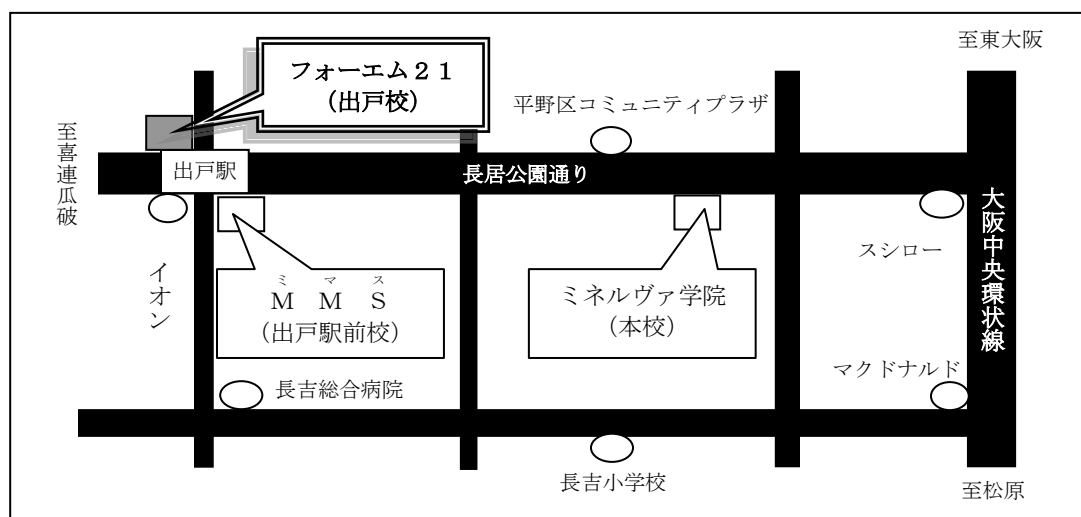 至東大阪
フォーエム２１
（出戸校）
平野区コミュニティプラザ
至喜連瓜破
出戸駅
長居公園通り
大阪中央環状線
スシロー
イオン
ミ マ ス
Ｍ Ｍ Ｓ
（出戸駅前校）
ミネルヴァ学院
（本校）
マクドナルド
長吉総合病院
長吉小学校
至松原